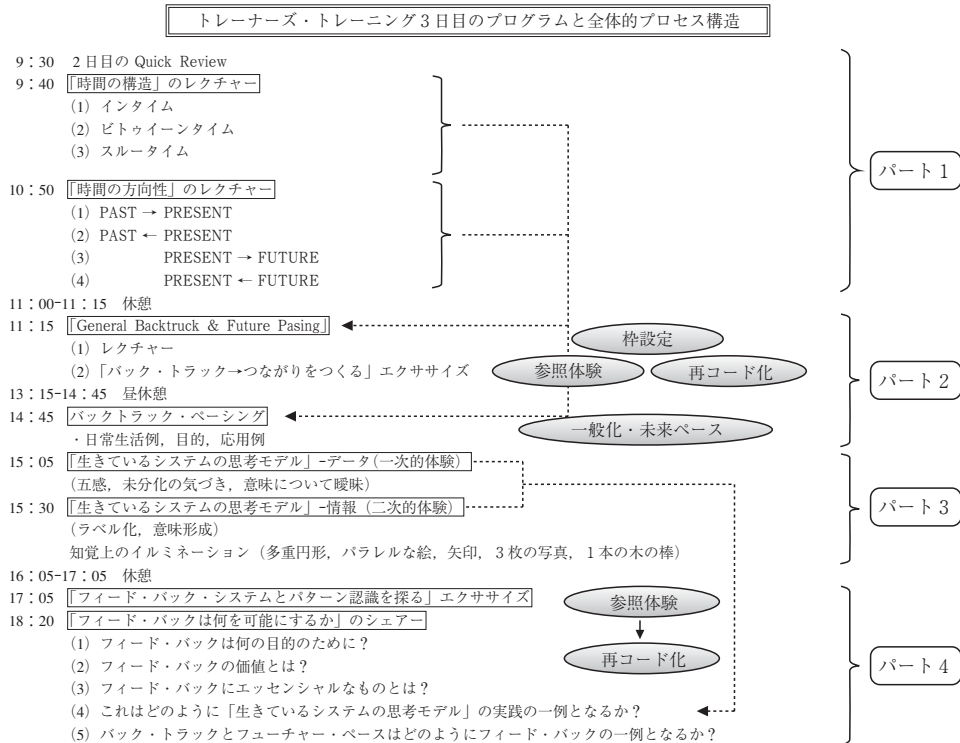 トレーナーズ・トレーニング3日目のプログラムと全体的プロセス構造
9:30 2日目の Quick Review
9:40 「時間の構造」のレクチャー
(1) インタイム
(2) ビトゥイーンタイム
(3) スルータイム
パート1
10:50 「時間の方向性」のレクチャー
(1) PAST → PRESENT
(2) PAST ← PRESENT
(3) PRESENT → FUTURE
(4) PRESENT ← FUTURE
11:00-11:15 休憩
11:15 「General Backtruck & Future Pasing」
枠設定
(1) レクチャー
(2)「バック・トラック→つながりをつくる」エクササイズ
参照体験
再コード化
パート2
13:15-14:45 昼休憩
14:45 バックトラック・ペーシング
一般化・未来ペース
・日常生活例,目的,応用例
15:05 「生きているシステムの思考モデル」-データ(一次的体験)
(五感,未分化の気づき,意味について曖昧)
15:30 「生きているシステムの思考モデル」-情報(二次的体験)
パート3
(ラベル化,意味形成)
知覚上のイルミネーション(多重円形,パラレルな絵,矢印,3枚の写真,1本の木の棒)
16:05-17:05 休憩
17:05 「フィード・バック・システムとパターン認識を探る」エクササイズ
参照体験
18:20 「フィード・バックは何を可能にするか」のシェアー
(1) フィード・バックは何の目的のために?
(2) フィード・バックの価値とは?
再コード化
パート4
(3) フィード・バックにエッセンシャルなものとは?
(4) これはどのように「生きているシステムの思考モデル」の実践の一例となるか?
(5) バック・トラックとフューチャー・ペースはどのようにフィード・バックの一例となるか?